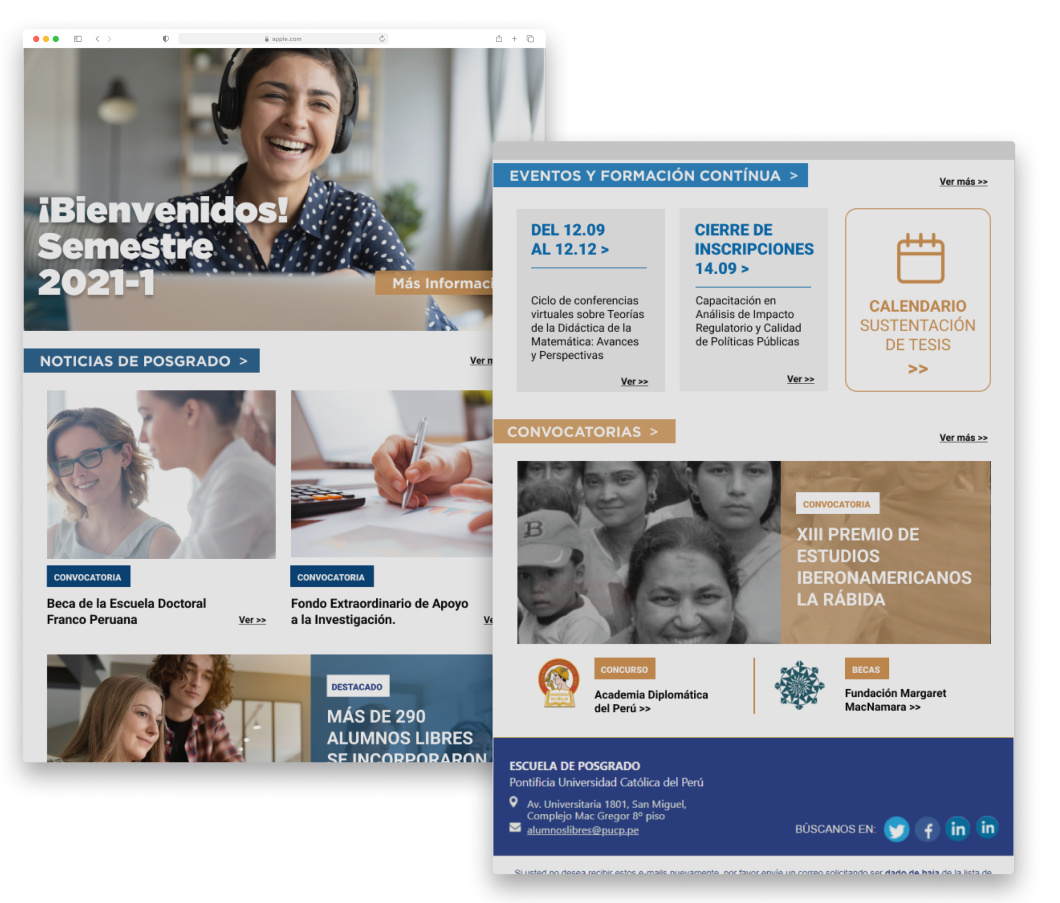 apple.com
¡Bienvenidos!
Semestre
2021-1
Más Informaci
NOTICIAS DE POSGRADO >
Ver m
CONVOCATORIA
Beca de la Escuela Doctoral
Franco Peruana
Ver >>
CONVOCATORIA
Fondo Extraordinario de Apoyo
a la Investigación.
Ve
DESTACADO
MÁS DE 290
ALUMNOS LIBRES
SE INCORPORARON
EVENTOS Y FORMACIÓN CONTÍNUA >
Ver más >>
DEL 12.09
AL 12.12 >
Ciclo de conferencias
virtuales sobre Teorías
de la Didáctica de la
Matemática: Avances
y Perspectivas
Ver >>
CIERRE DE
INSCRIPCIONES
14.09 >
Capacitación en
Análisis de Impacto
Regulatorio y Calidad
de Políticas Públicas
Ver >>
CALENDARIO
SUSTENTACIÓN
DE TESIS
>>
CONVOCATORIAS >
Ver más >>
B
CONVOCATORIA
XIII PREMIO DE
ESTUDIOS
IBERONAMERICANOS
LA RÁBIDA
CONCURSO
Academia Diplomática
del Perú >>
BECAS
Fundación Margaret
MacNamara >>
ESCUELA DE POSGRADO
Pontificia Universidad Católica del Perú
Av. Universitaria 1801, San Miguel,
Complejo Mac Gregor 8º piso
alumnoslibres@pucp.pe
BÚSCANOS EN:
Si usted no desea recibir estos e-mails nuevamente, por favor envíe un correo solicitando ser dado de baja de la lista de